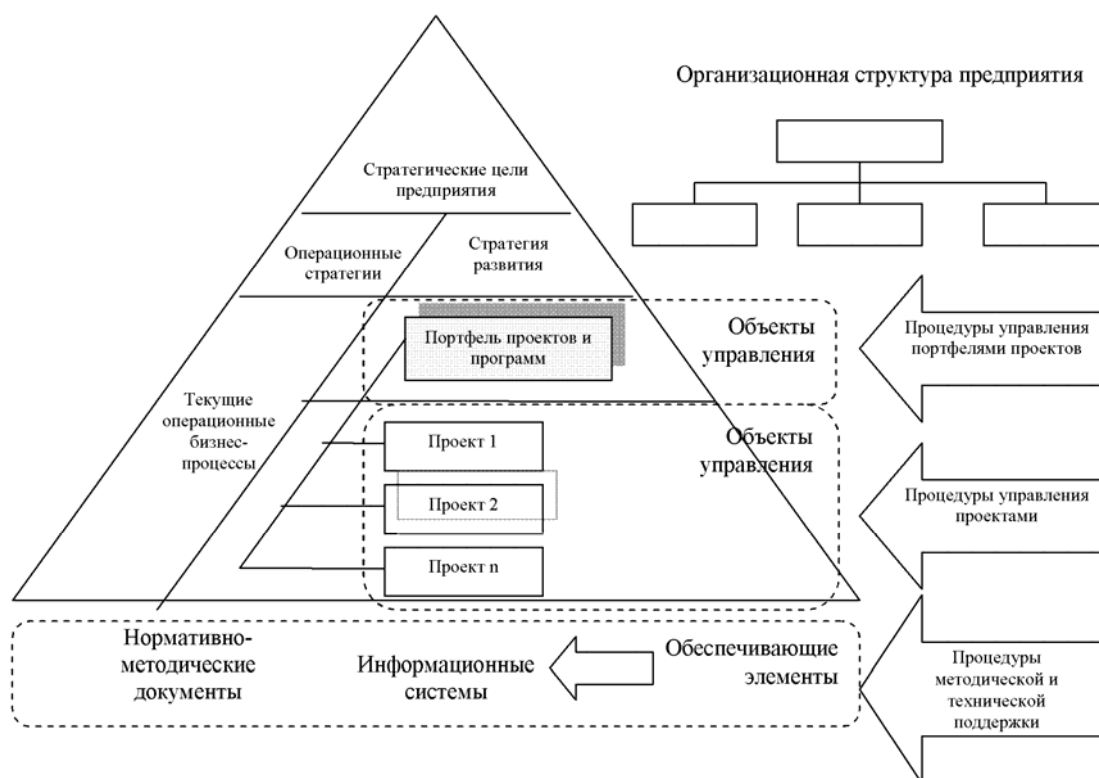 Организационная структура предприятия
Стратегические цели
предприятия
Операционные
стратегии
Стратегия
развития
Портфель проектов и
программ
Объекты
управления
Процедуры управления
портфелями проектов
Текущие
операционные
бизнес-
процессы
Проект 1
Проект 2
Проект n
Объекты
управления
Процедуры управления
проектами
Нормативно-
методические
документы
Информационные
системы
Обеспечивающие
элементы
Процедуры
методической и
технической
поддержки